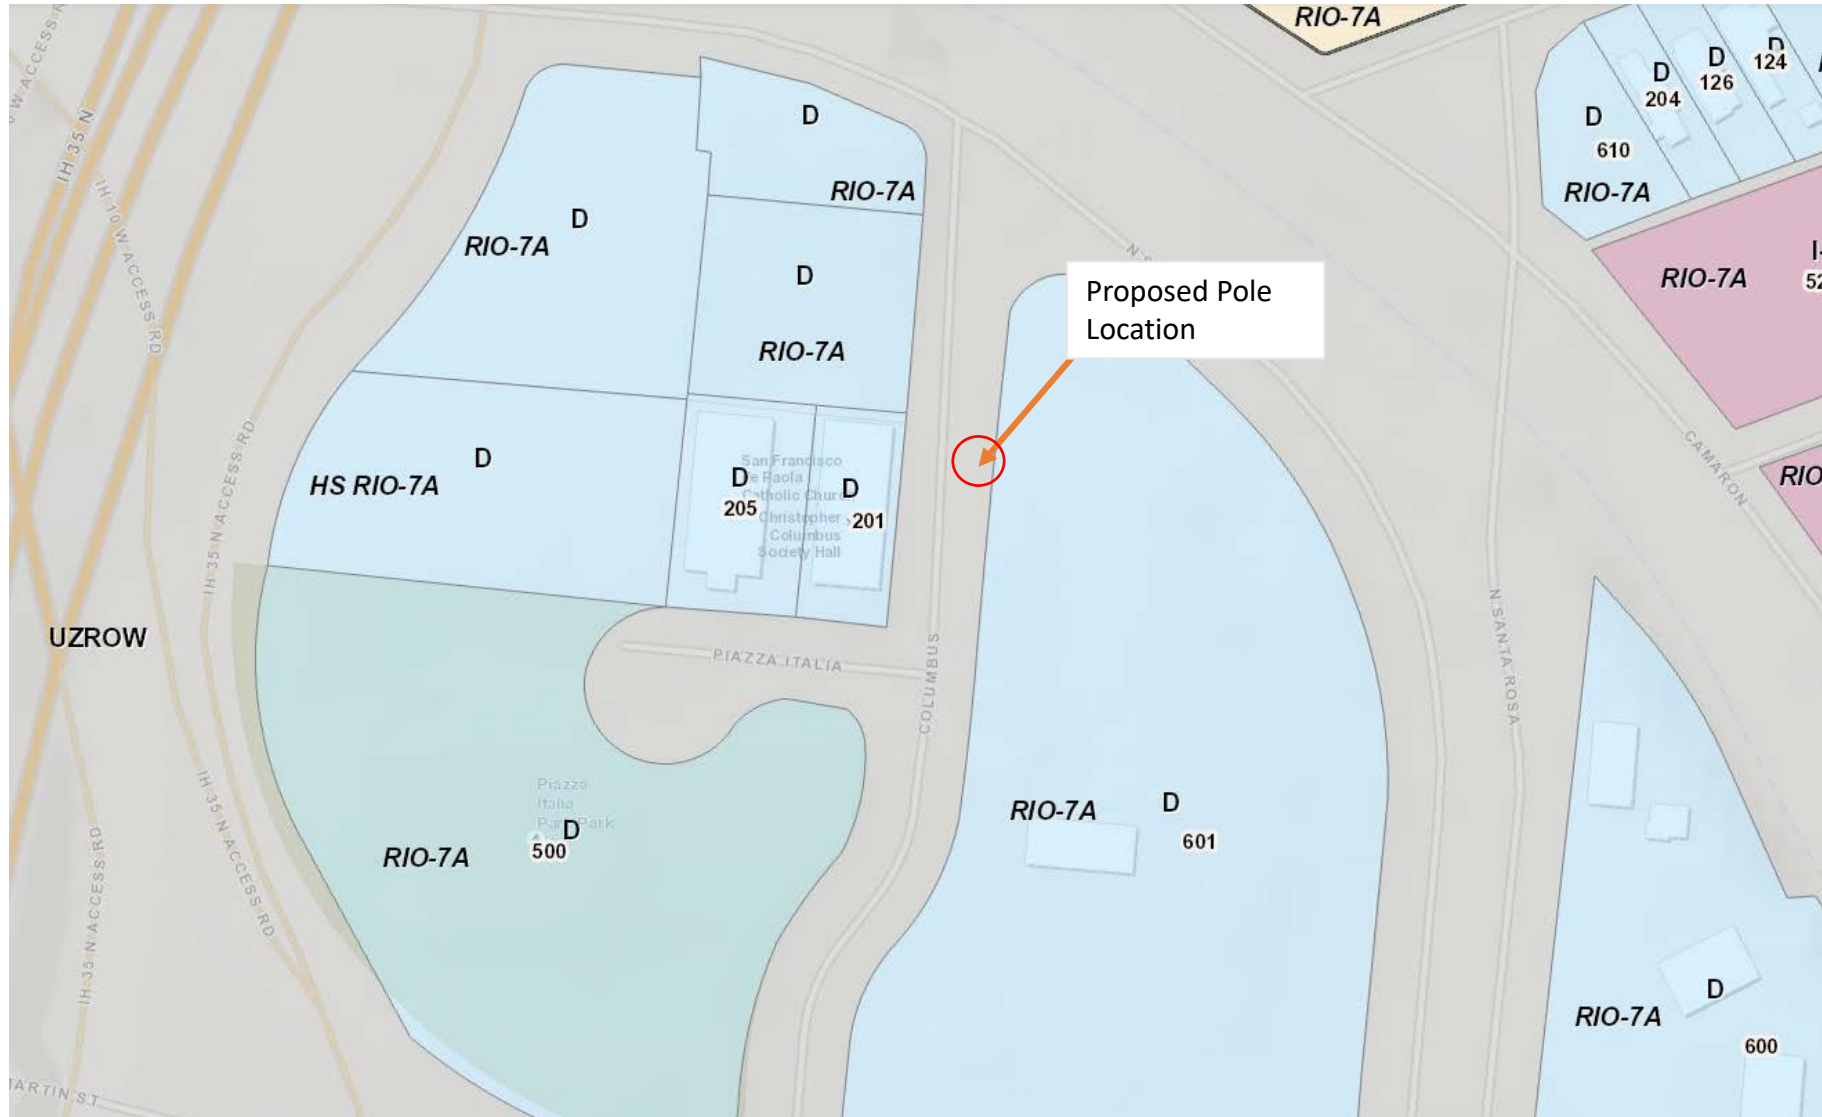 RIO-7A
IH 35 N
IH 10 W ACCESS RD
D
RIO-7A
D
RIO-7A
D
RIO-7A
D
HS RIO-7A
IH 35 N ACCESS RD
San Francisco
Catholic
D
205
D
201
Christopher
Columbus
Society Hall
Proposed Pole
Location
D
204
D
126
D
124
D
610
RIO-7A
RIO-7A
CAMARON
RIO
N SANTA ROSA
UZROW
PIAZZA ITALIA
COLUMBUS
Piazza
Italia
Park
D
500
RIO-7A
IH 35 N ACCESS RD
IH 35 N ACCESS RD
RIO-7A
D
601
D
RIO-7A
600